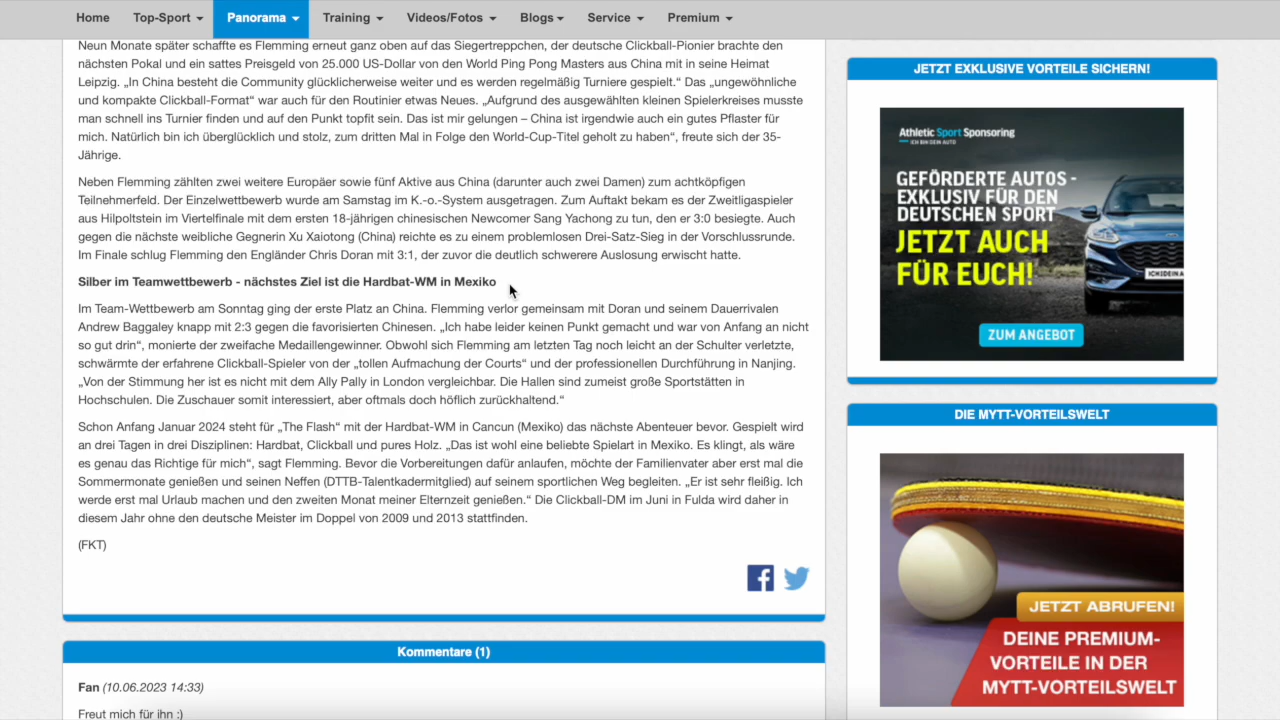 Home Top-Sport Panorama Training Videos/Fotos Blogs Service Premium
Neun Monate später schaffte es Flemming erneut ganz oben auf das Siegertreppchen, der deutsche Clickball-Pionier brachte den
nächsten Pokal und ein sattes Preisgeld von 25.000 US-Dollar von den World Ping Pong Masters aus China mit in seine Heimat
Leipzig. „In China besteht die Community glücklicherweise weiter und es werden regelmäßig Turniere gespielt.“ Das „ungewöhnliche
und kompakte Clickball-Format“ war auch für den Routinier etwas Neues. „Aufgrund des ausgewählten kleinen Spielerkreises musste
man schnell ins Turnier finden und auf den Punkt topfit sein. Das ist mir gelungen – China ist irgendwie auch ein gutes Pflaster für
mich. Natürlich bin ich überglücklich und stolz, zum dritten Mal in Folge den World-Cup-Titel geholt zu haben“, freute sich der 35-
Jährige.
Neben Flemming zählten zwei weitere Europäer sowie fünf Aktive aus China (darunter auch zwei Damen) zum achtköpfigen
Teilnehmerfeld. Der Einzelwettbewerb wurde am Samstag im K.-o.-System ausgetragen. Zum Auftakt bekam es der Zweitligaspieler
aus Hilpoltstein im Viertelfinale mit dem ersten 18-jährigen chinesischen Newcomer Sang Yachong zu tun, den er 3:0 besiegte. Auch
gegen die nächste weibliche Gegnerin Xu Xaiotong (China) reichte es zu einem problemlosen Drei-Satz-Sieg in der Vorschlussrunde.
Im Finale schlug Flemming den Engländer Chris Doran mit 3:1, der zuvor die deutlich schwerere Auslosung erwischt hatte.
Silber im Teamwettbewerb - nächstes Ziel ist die Hardbat-WM in Mexiko
Im Team-Wettbewerb am Sonntag ging der erste Platz an China. Flemming verlor gemeinsam mit Doran und seinem Dauerrivalen
Andrew Baggaley knapp mit 2:3 gegen die favorisierten Chinesen. „Ich habe leider keinen Punkt gemacht und war von Anfang an nicht
so gut drin“, monierte der zweifache Medaillengewinner. Obwohl sich Flemming am letzten Tag noch leicht an der Schulter verletzte,
schwärmte der erfahrene Clickball-Spieler von der „tollen Aufmachung der Courts“ und der professionellen Durchführung in Nanjing.
„Von der Stimmung her ist es nicht mit dem Ally Pally in London vergleichbar. Die Hallen sind zumeist große Sportstätten in
Hochschulen. Die Zuschauer somit interessiert, aber oftmals doch höflich zurückhaltend.“
Schon Anfang Januar 2024 steht für „The Flash“ mit der Hardbat-WM in Cancun (Mexiko) das nächste Abenteuer bevor. Gespielt wird
an drei Tagen in drei Disziplinen: Hardbat, Clickball und pures Holz. „Das ist wohl eine beliebte Spielart in Mexiko. Es klingt, als wäre
es genau das Richtige für mich“, sagt Flemming. Bevor die Vorbereitungen dafür anlaufen, möchte der Familienvater aber erst mal die
Sommermonate genießen und seinen Neffen (DTTB-Talentkadermitglied) auf seinem sportlichen Weg begleiten. „Er ist sehr fleißig. Ich
werde erst mal Urlaub machen und den zweiten Monat meiner Elternzeit genießen.“ Die Clickball-DM im Juni in Fulda wird daher in
diesem Jahr ohne den deutsche Meister im Doppel von 2009 und 2013 stattfinden.
(FKT)
Kommentare (1)
Fan (10.06.2023 14:33)
Freut mich für ihn :)
JETZT EXKLUSIVE VORTEILE SICHERN!
Athletic Sport Sponsoring
ICH BIN DEIN AUTO
GEFÖRDERTE AUTOS -
EXKLUSIV FÜR DEN
DEUTSCHEN SPORT
JETZT AUCH
FÜR EUCH!
ICH BIN DEIN A
ZUM ANGEBOT
DIE MYTT-VORTEILSWELT
JETZT ABRUFEN!
DEINE PREMIUM-
VORTEILE IN DER
MYTT-VORTEILSWELT